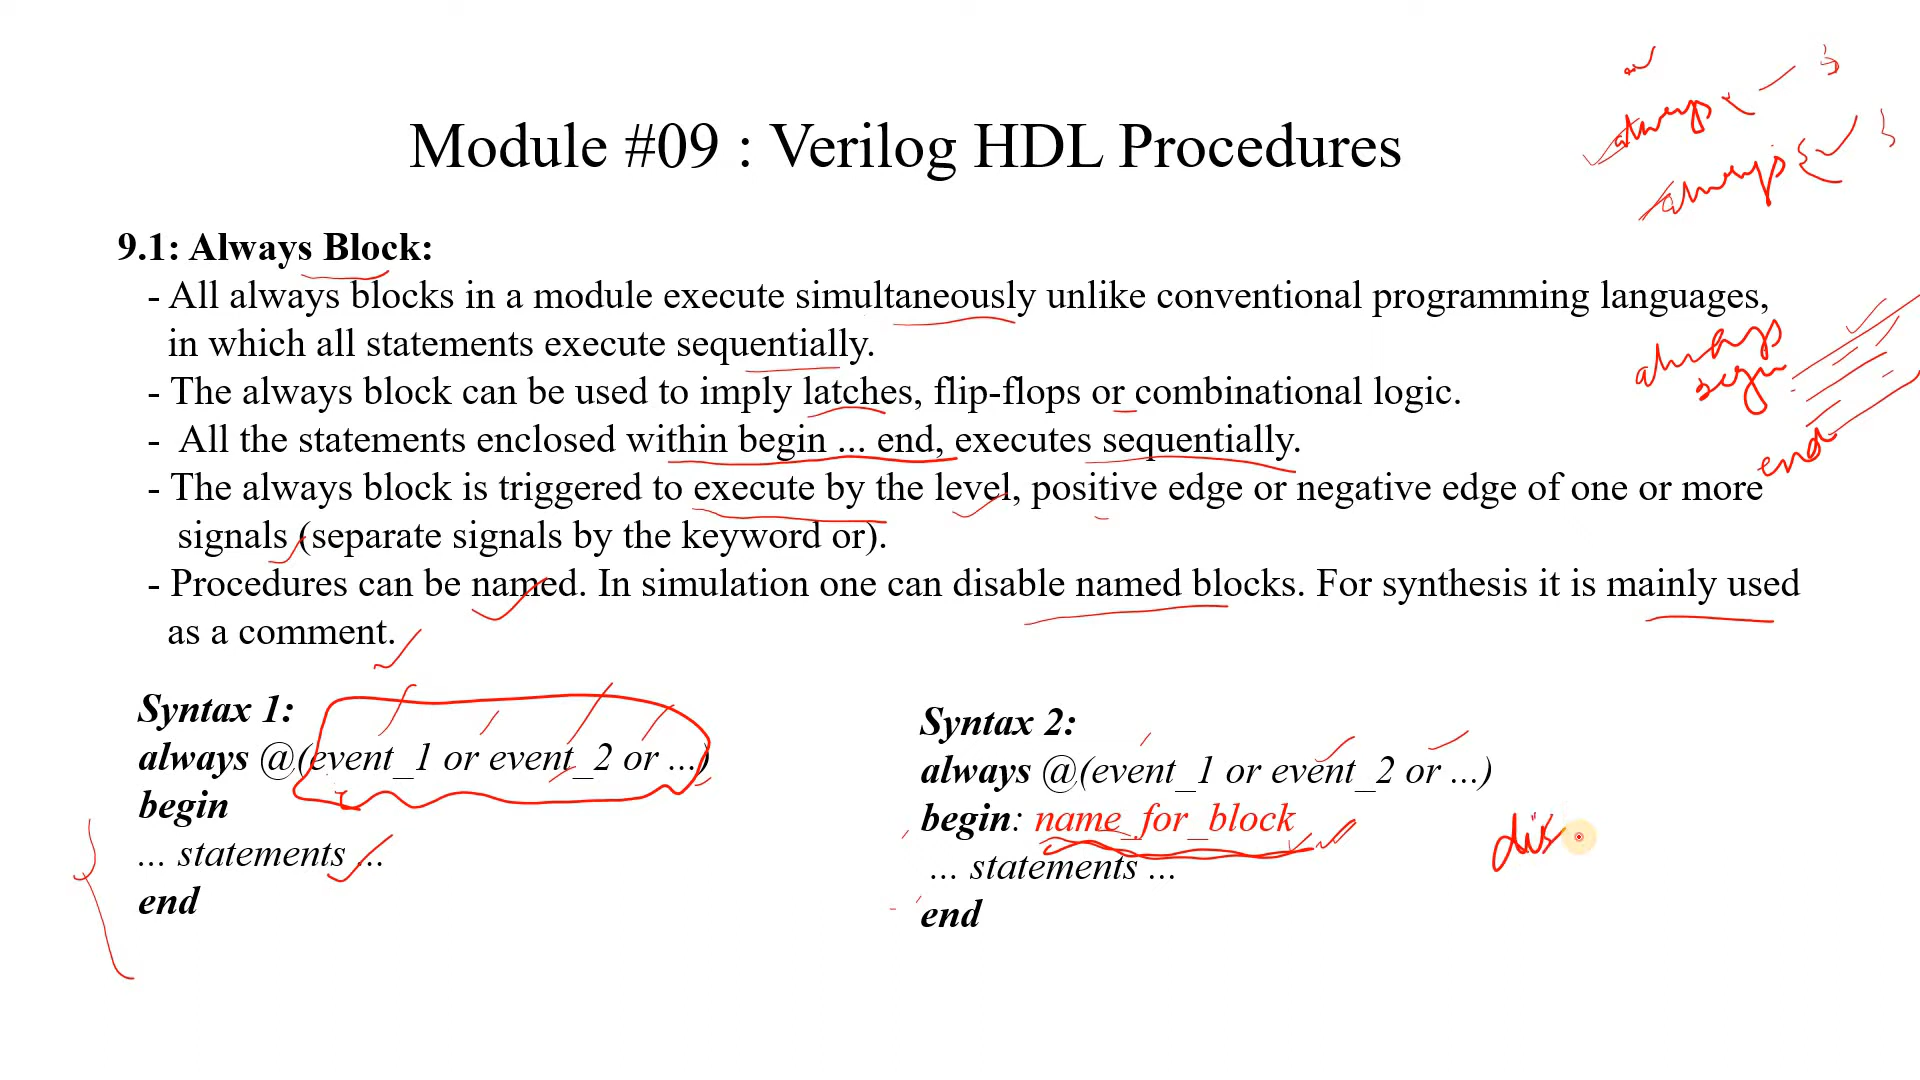 Module #09 : Verilog HDL Procedures
always {
}
always {
}
9.1: Always Block:
- All always blocks in a module execute simultaneously unlike conventional programming languages,
in which all statements execute sequentially.
always
begin
end
- The always block can be used to imply latches, flip-flops or combinational logic.
- All the statements enclosed within begin ... end, executes sequentially.
- The always block is triggered to execute by the level, positive edge or negative edge of one or more
signals (separate signals by the keyword or).
- Procedures can be named. In simulation one can disable named blocks. For synthesis it is mainly used
as a comment.
Syntax 1:
always @(event_1 or event_2 or ...)
begin
... statements ...
end
Syntax 2:
always @(event_1 or event_2 or ...)
begin: name_for_block
... statements ...
end
dis